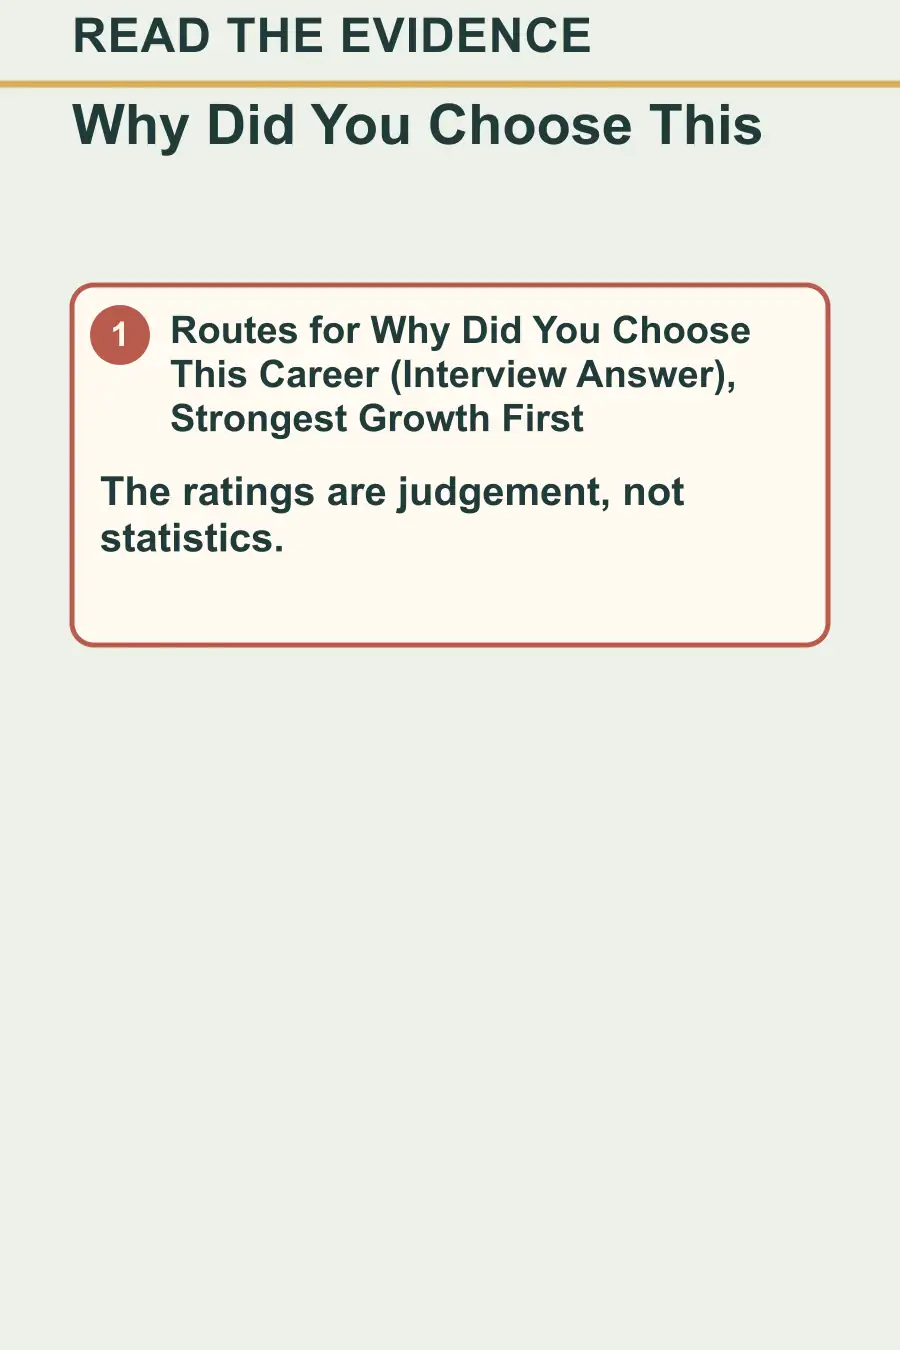 READ THE EVIDENCE
Why Did You Choose This
1
Routes for Why Did You Choose
This Career (Interview Answer),
Strongest Growth First
The ratings are judgement, not
statistics.